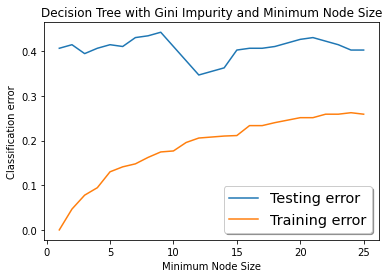 Decision Tree with Gini Impurity and Minimum Node Size
Classification error
0.4
0.3
0.2
0.1
0.0
0
5
10
15
20
25
Minimum Node Size
Testing error
Training error